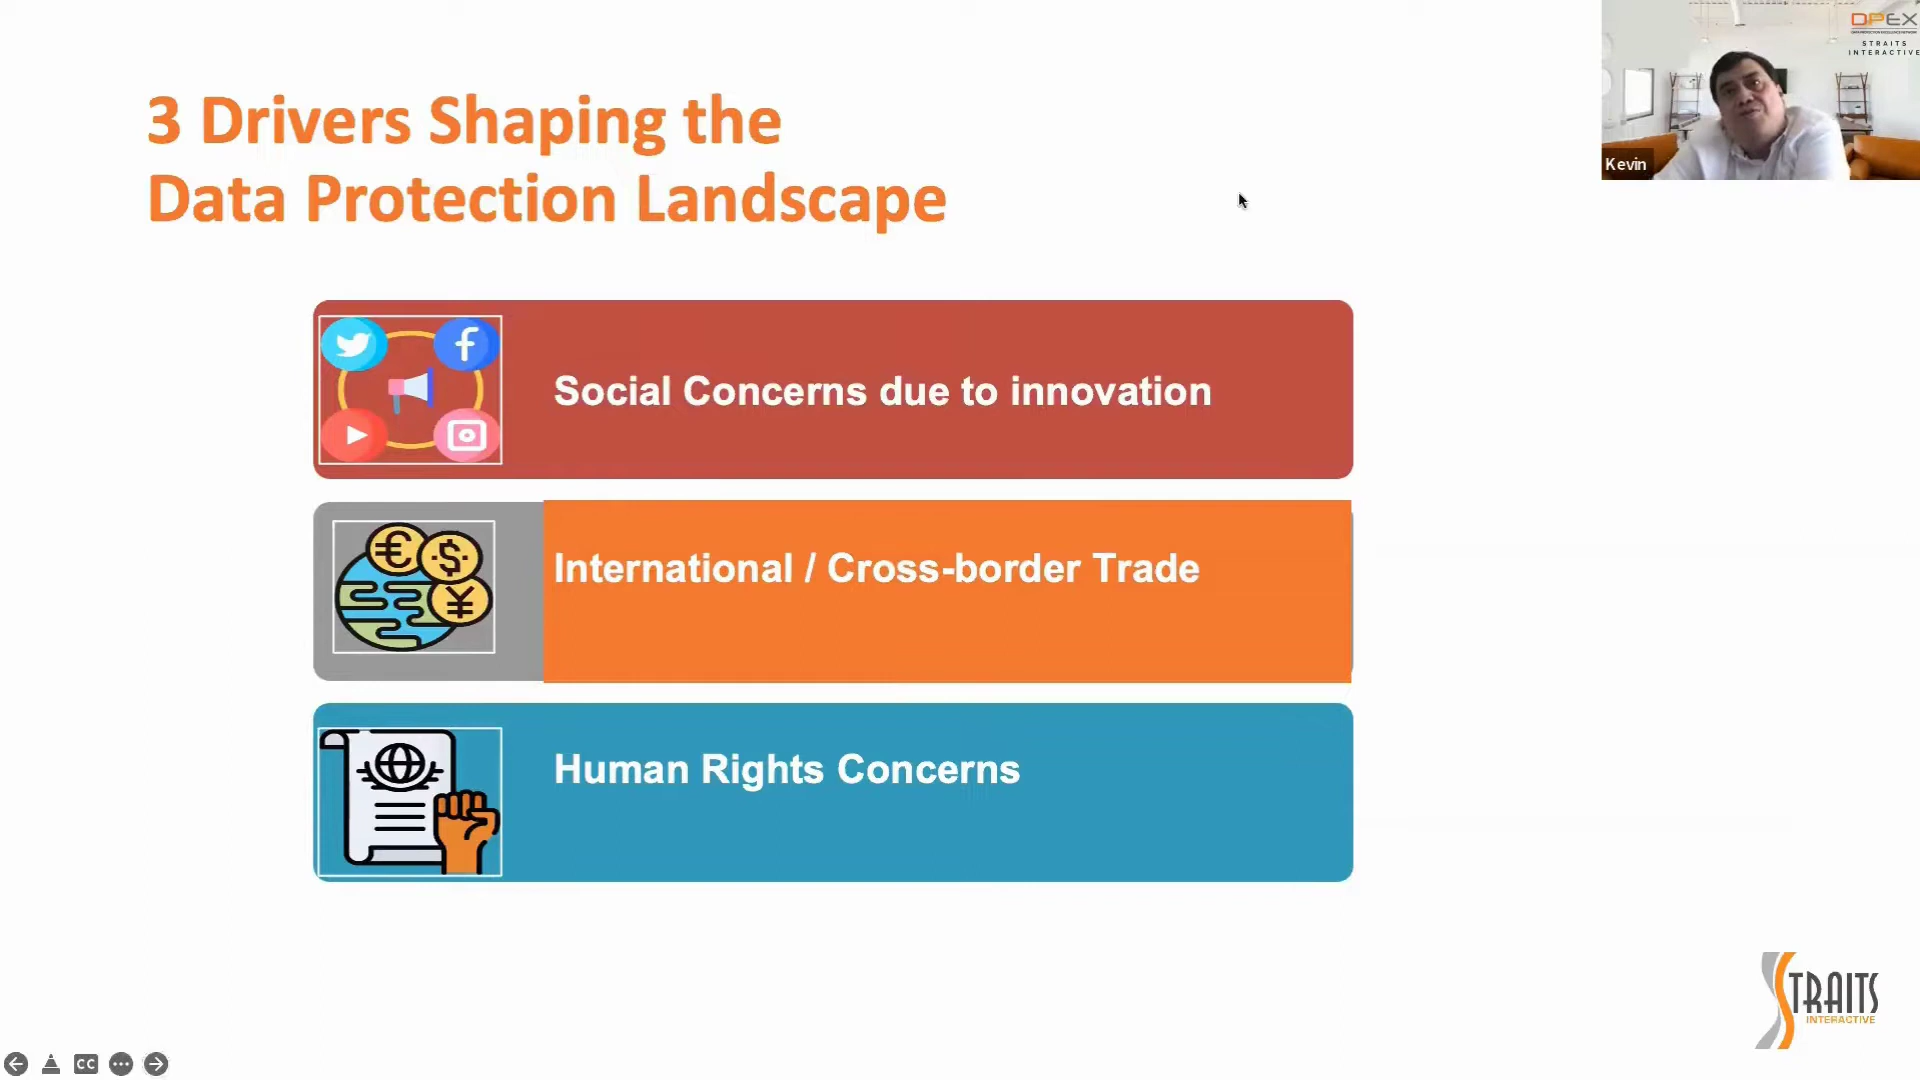 DPEX
STRAITS
INTERACTIVE
Kevin
3 Drivers Shaping the
Data Protection Landscape
Social Concerns due to innovation
International / Cross-border Trade
€
$
¥
Human Rights Concerns
STRAITS
INTERACTIVE
CC